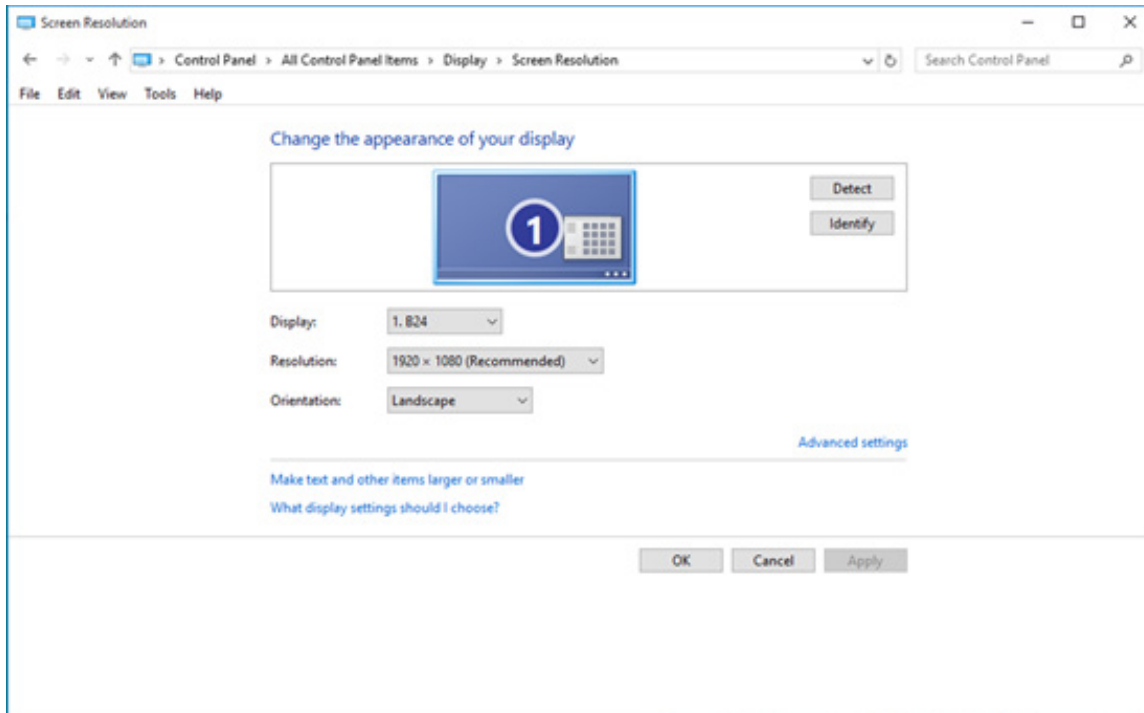 Screen Resolution
Control Panel > All Control Panel Items > Display > Screen Resolution
Search Control Panel
File Edit View Tools Help
Change the appearance of your display
1
Detect
Identify
Display: 1. B24
Resolution: 1920 × 1080 (Recommended)
Orientation: Landscape
Advanced settings
Make text and other items larger or smaller
What display settings should I choose?
OK Cancel Apply